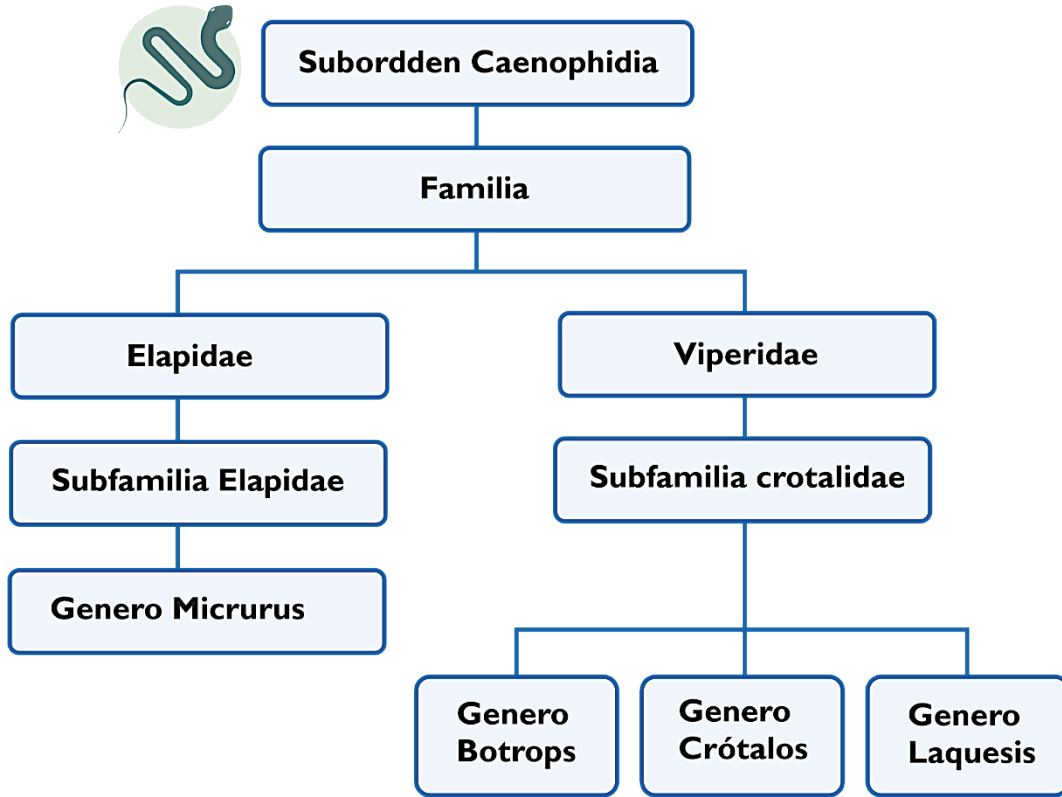 Subordden Caenophidia
Familia
Elapidae
Viperidae
Subfamilia Elapidae
Subfamilia crotalidae
Genero Micrurus
Genero
Botrops
Genero
Crótalos
Genero
Laquesis